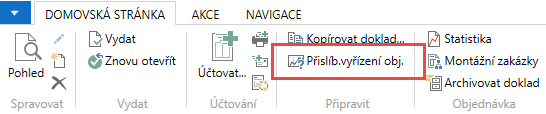 DOMOVSKÁ STRÁNKA AKCE NAVIGACE
Pohled
Spravovat
Vydat
Znovu otevřít
Vydat
Účtovat...
Účtování
Kopírovat doklad...
Příslib.vyřízení obj.
Připravit
Statistika
Montážní zakázky
Archivovat doklad
Objednávka